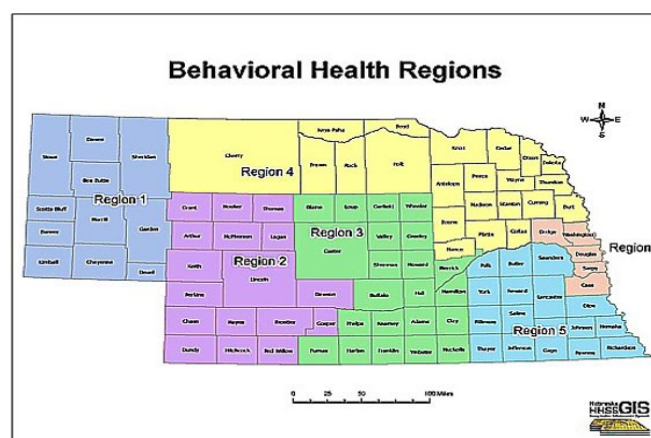 Behavioral Health Regions
N
W E
S
Keya Paha Boyd
Sioux Dawes Sheridan Cherry Brown Rock Holt Knox Cedar Dixon Dakota
Box Butte Region 4 Antelope Pierce Wayne Thurston
Region 1
Scotts Bluff Morrill Garden Grant Hooker Thomas Blaine Loup Garfield Wheeler Madison Stanton Cuming Burt
Banner Arthur McPherson Logan Region 3 Valley Greeley Boone Platte Colfax Dodge Washington
Custer Nance Douglas Region
Kimball Cheyenne Deuel Keith Region 2 Sherman Howard Merrick Polk Butler Saunders Sarpy
Lincoln Cass
Perkins Dawson Buffalo Hall Hamilton York Seward Lancaster Otoe
Chase Hayes Frontier Gosper Phelps Kearney Adams Clay Fillmore Saline Johnson Nemaha
Region 5
Dundy Hitchcock Red Willow Furnas Harlan Franklin Webster Nuckolls Thayer Jefferson Gage Pawnee Richardson
0 25 50 100 Miles
Nebraska
HHSS GIS